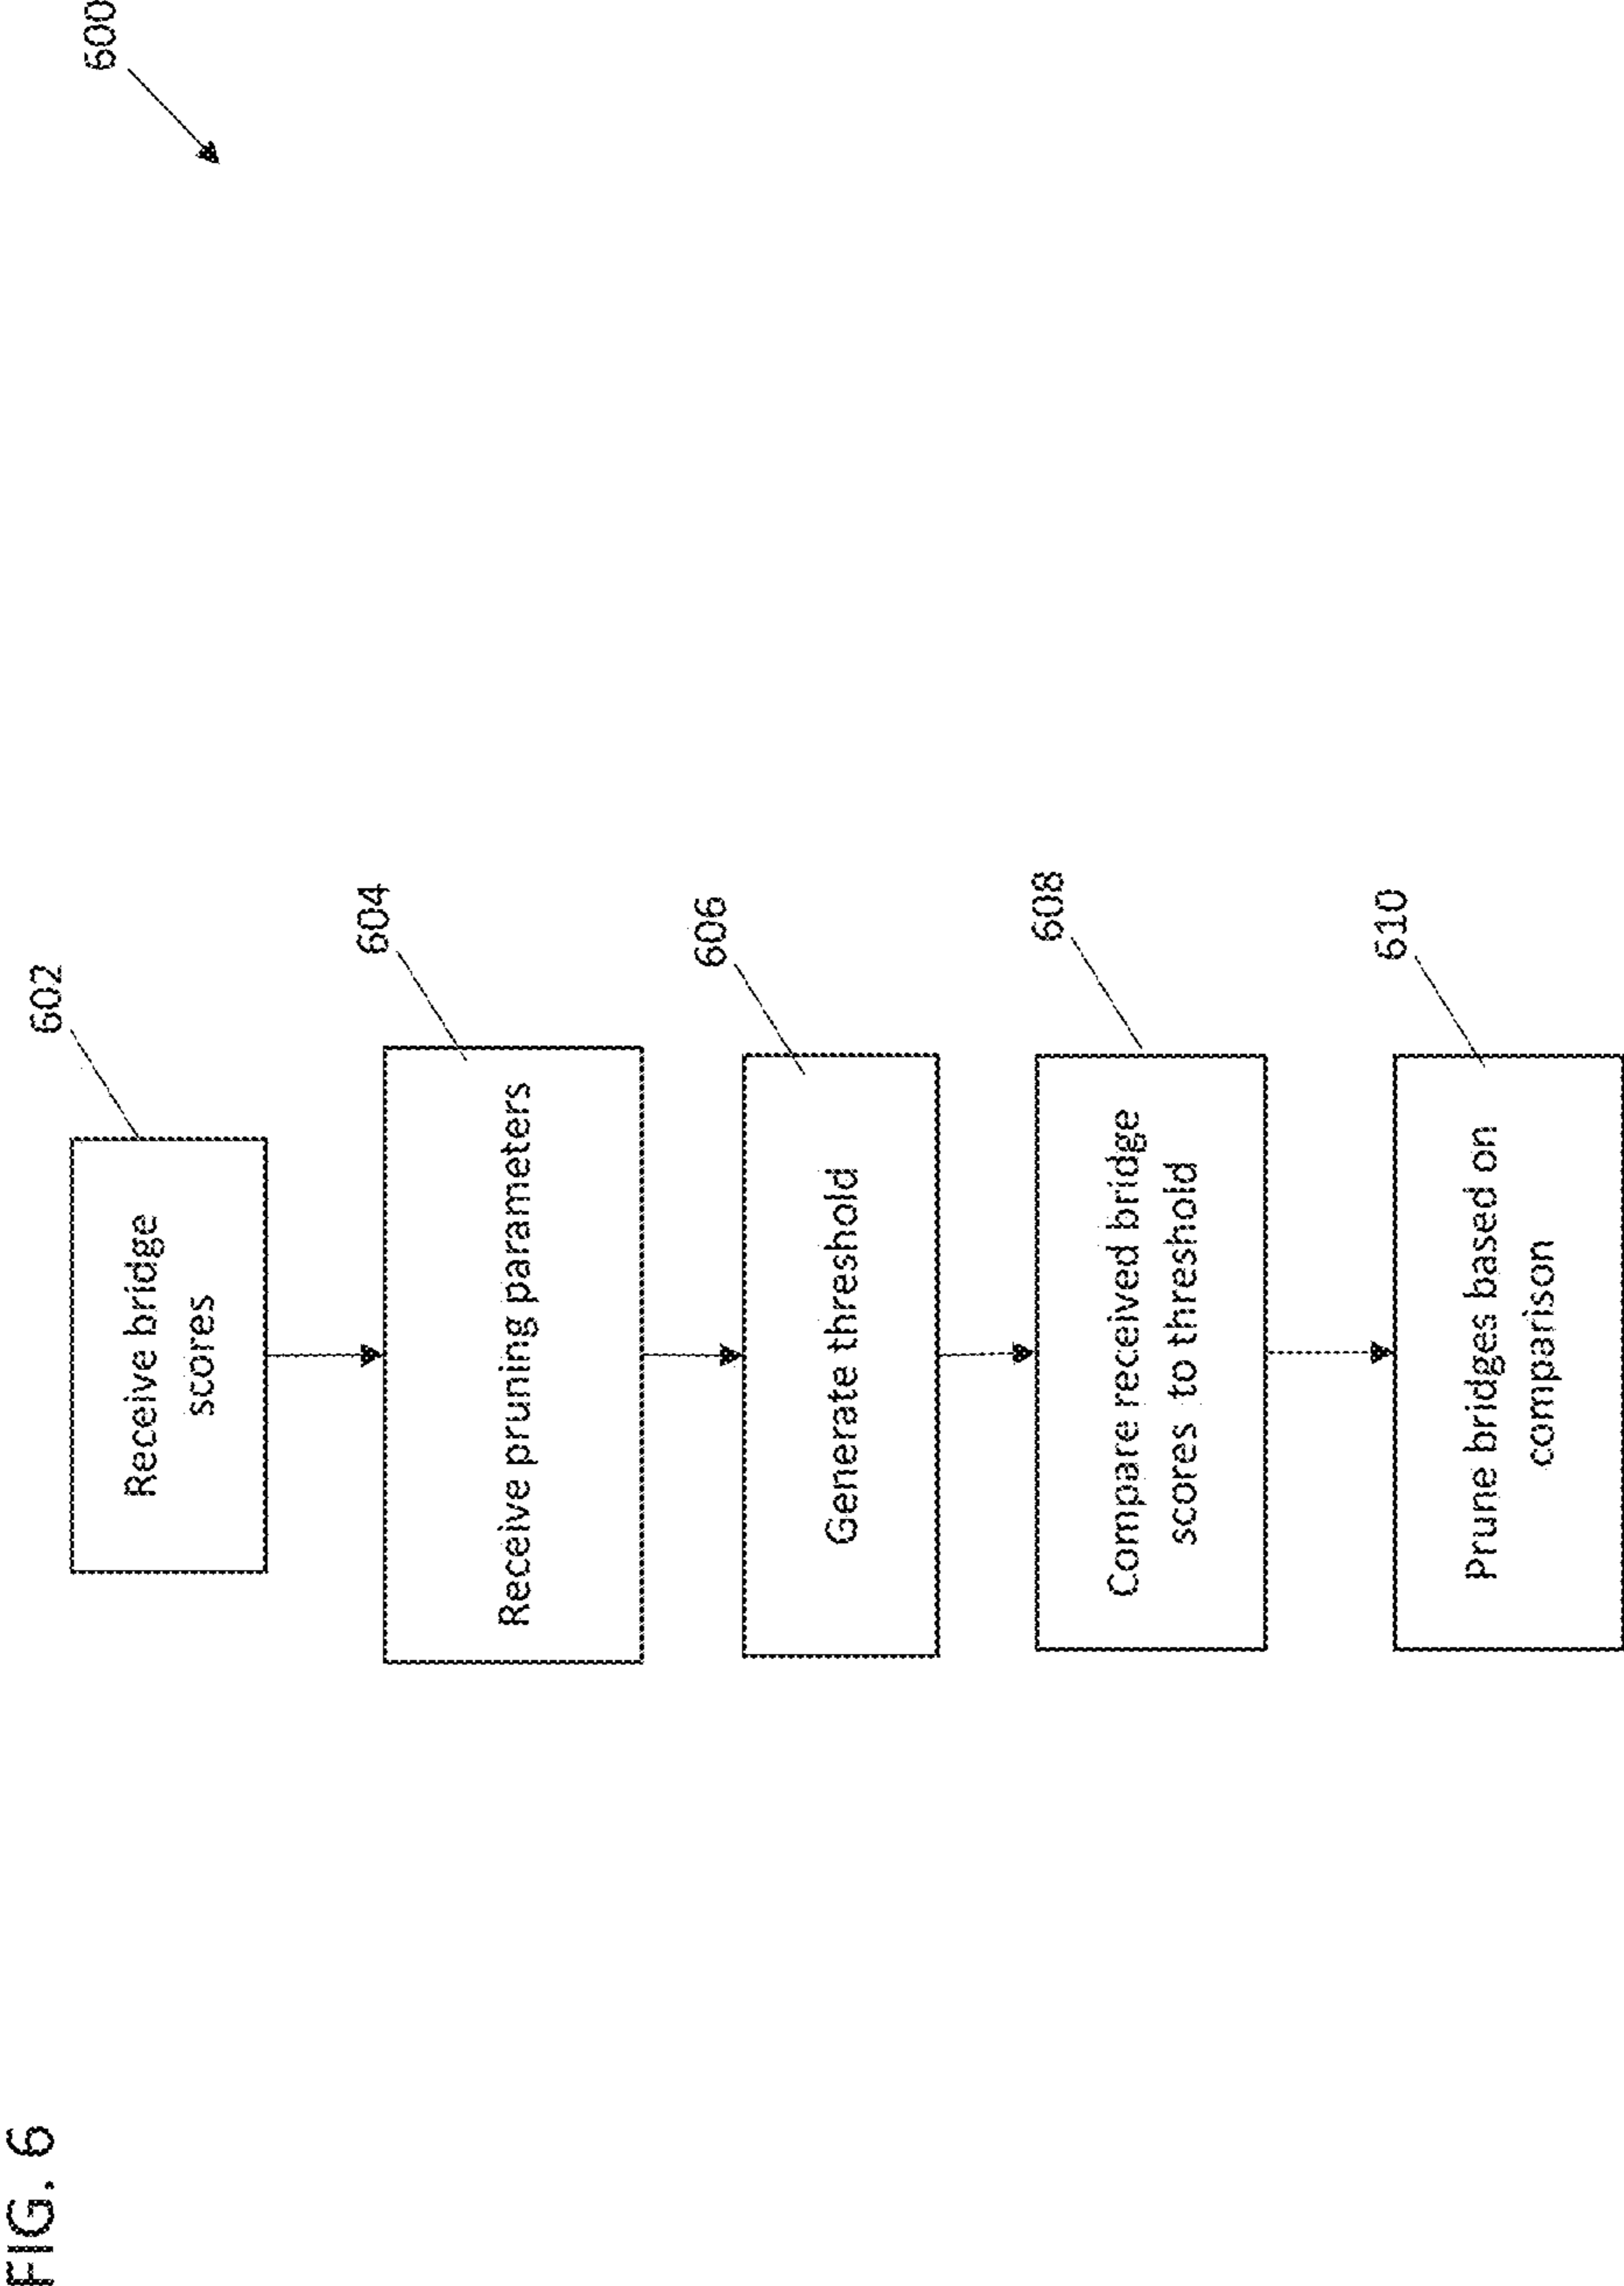 FIG. 6
600
602
Receive bridge
scores
604
Receive pruning parameters
606
Generate threshold
608
Compare received bridge
scores to threshold
610
Prune bridges based on
comparison